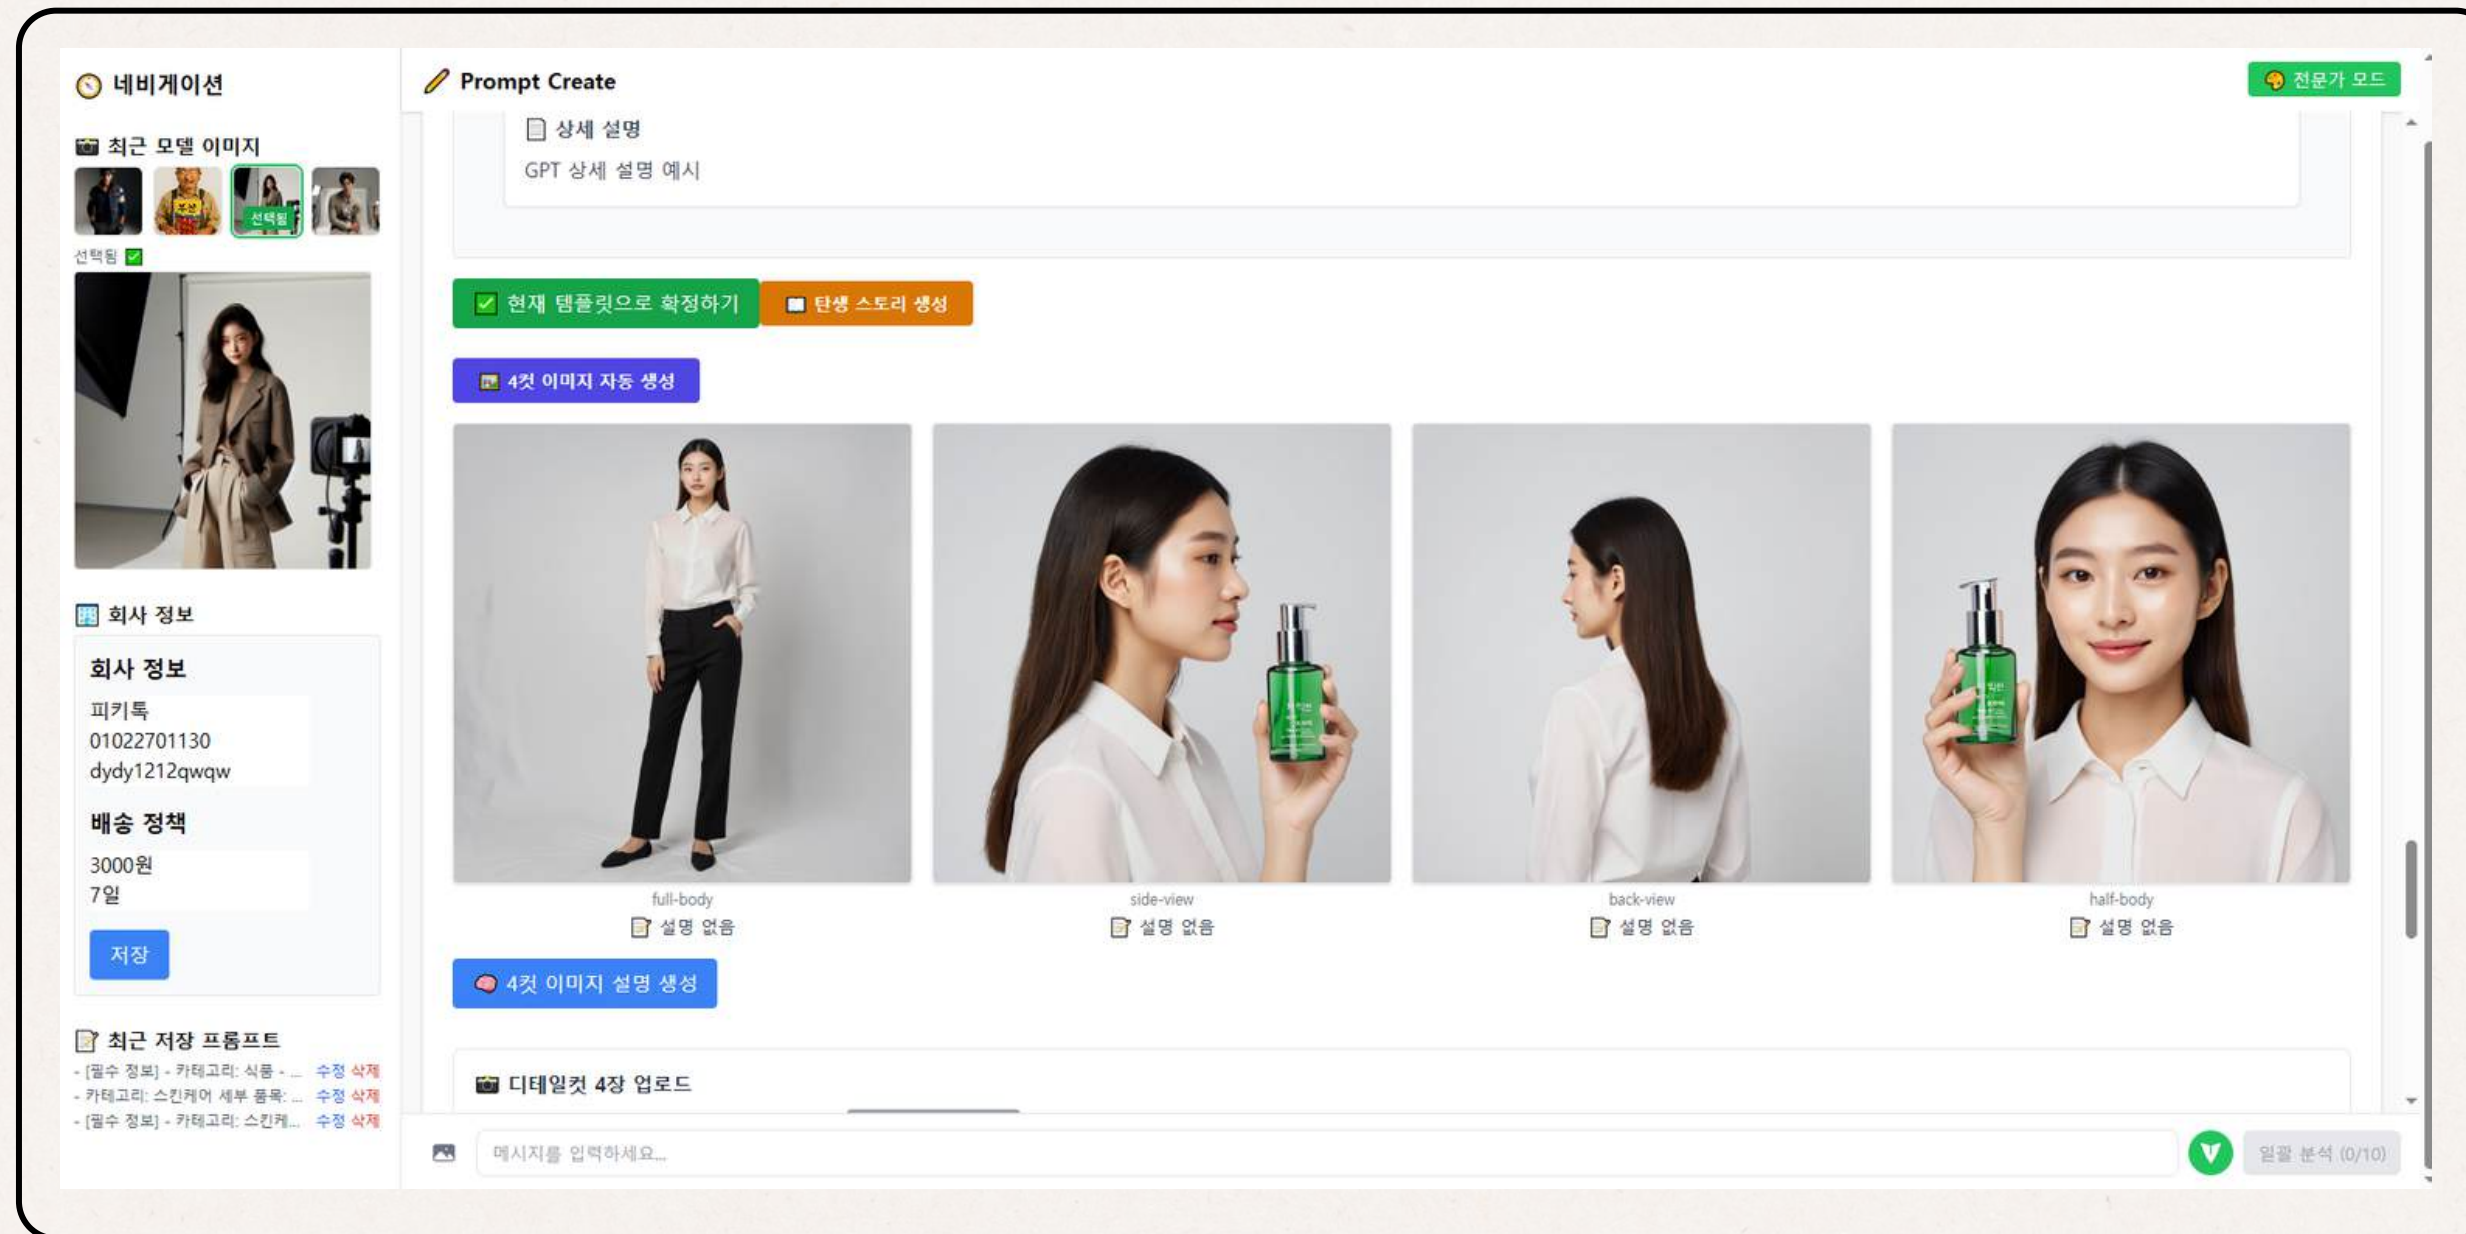 네비게이션
최근 모델 이미지
부산
선택됨
선택됨
회사 정보
회사 정보
피키톡
01022701130
dydy1212qwqw
배송 정책
3000원
7일
저장
최근 저장 프롬프트
- [필수 정보] - 카테고리: 식품 - ... 수정 삭제
- 카테고리: 스킨케어 세부 품목: ... 수정 삭제
- [필수 정보] - 카테고리: 스킨케... 수정 삭제
Prompt Create
전문가 모드
상세 설명
GPT 상세 설명 예시
현재 템플릿으로 확정하기
탄생 스토리 생성
4컷 이미지 자동 생성
full-body
설명 없음
side-view
설명 없음
back-view
설명 없음
half-body
설명 없음
4컷 이미지 설명 생성
디테일컷 4장 업로드
메시지를 입력하세요...
일괄 분석 (0/10)